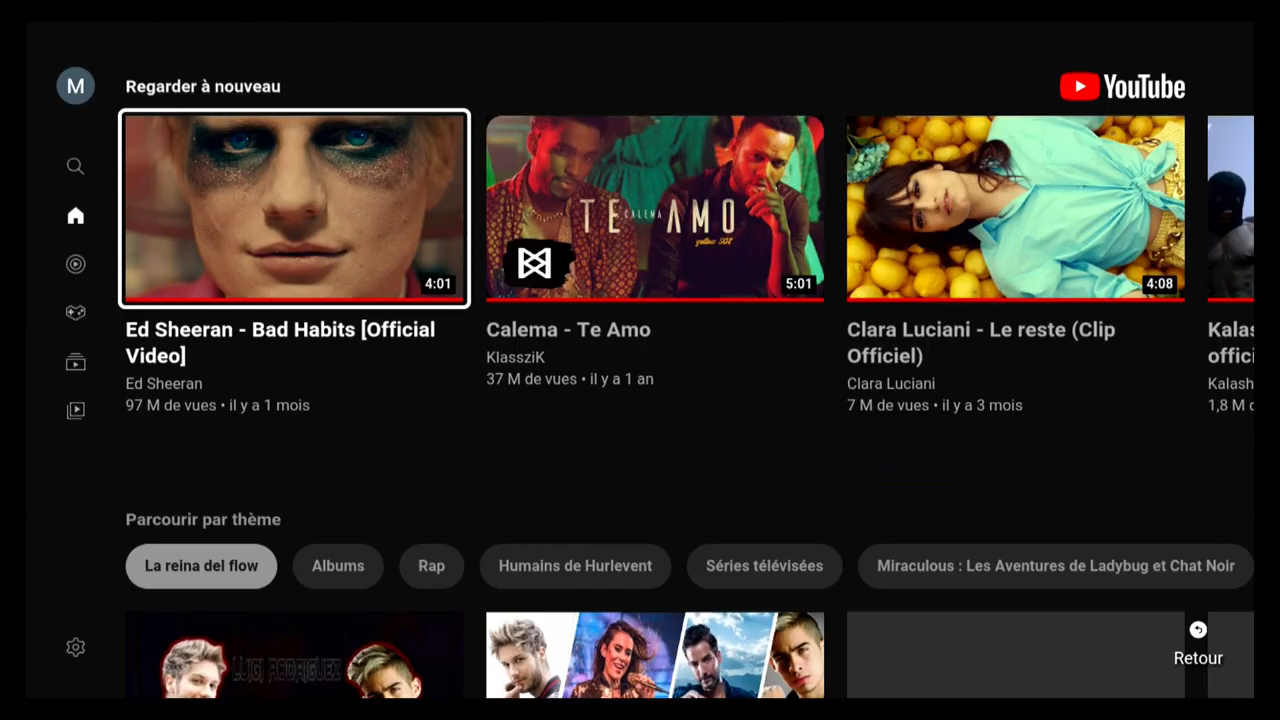 M
Regarder à nouveau
YouTube
TE CALEMA AMO
yellow SOT
4:01
5:01
4:08
Ed Sheeran - Bad Habits [Official
Video]
Ed Sheeran
97 M de vues • il y a 1 mois
Calema - Te Amo
KlassziK
37 M de vues • il y a 1 an
Clara Luciani - Le reste (Clip
Officiel)
Clara Luciani
7 M de vues • il y a 3 mois
Kalas
offici
Kalash
1,8 M d
Parcourir par thème
La reina del flow
Albums
Rap
Humains de Hurlevent
Séries télévisées
Miraculous : Les Aventures de Ladybug et Chat Noir
LUIGI RODRIGUEZ
Retour